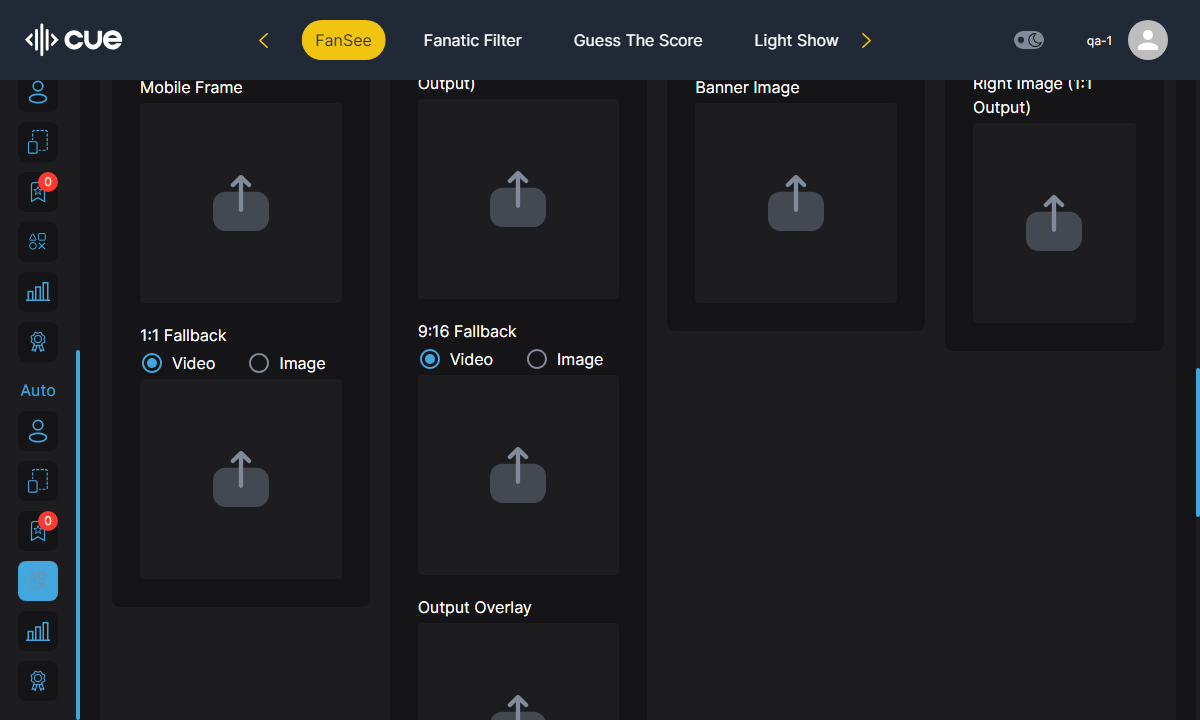 cue
FanSee
Fanatic Filter
Guess The Score
Light Show
qa-1
0
Auto
0
Mobile Frame
1:1 Fallback
Video
Image
Output)
9:16 Fallback
Video
Image
Output Overlay
Banner Image
Right Image (1:1
Output)